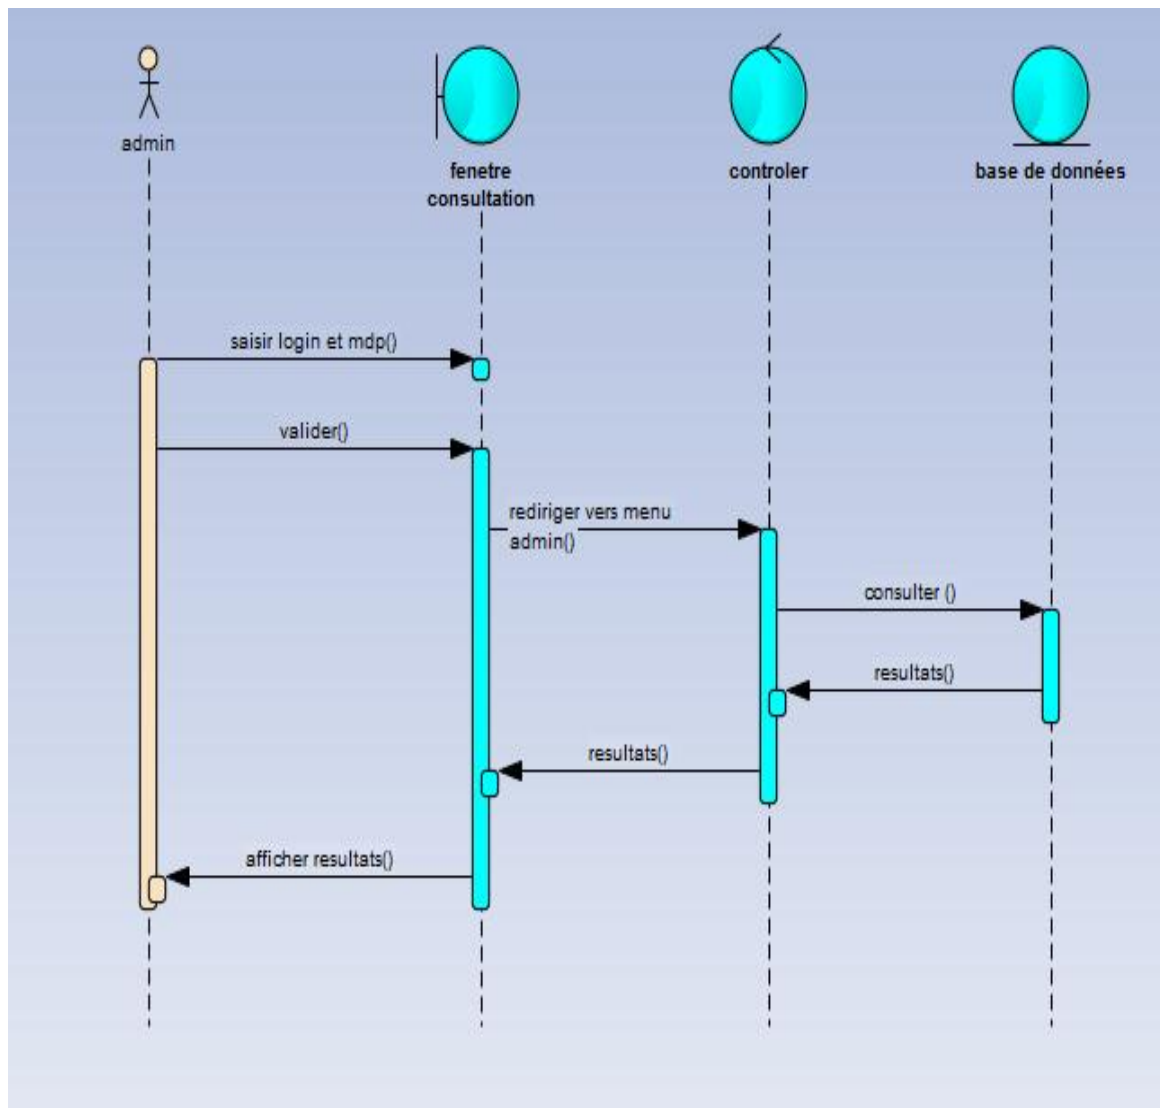 admin
fenetre
consultation
controler
base de données
saisir login et mdp()
valider()
rediriger vers menu
admin()
consulter ()
resultats()
resultats()
afficher resultats()